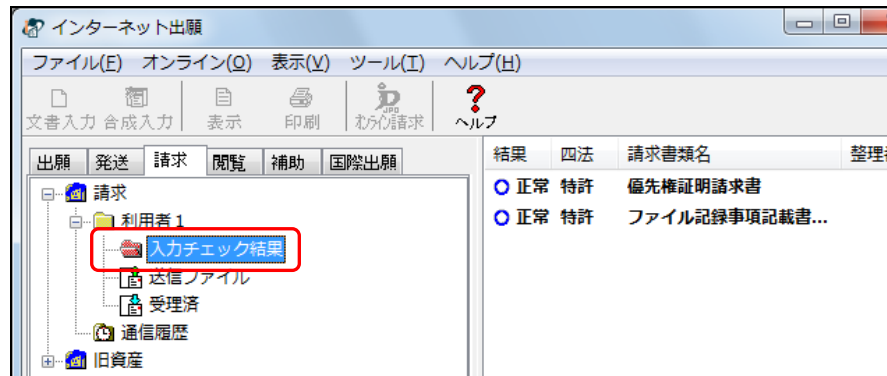 インターネット出願
ファイル(F) オンライン(O) 表示(V) ツール(T) ヘルプ(H)
文書入力 合成入力 表示 印刷 オンライン請求 ヘルプ
出願 発送 請求 閲覧 補助 国際出願
結果 四法 請求書類名
請求
正常 特許 優先権証明請求書
利用者1
正常 特許 ファイル記録事項記載書...
入力チェック結果
送信ファイル
受理済
通信履歴
旧資産